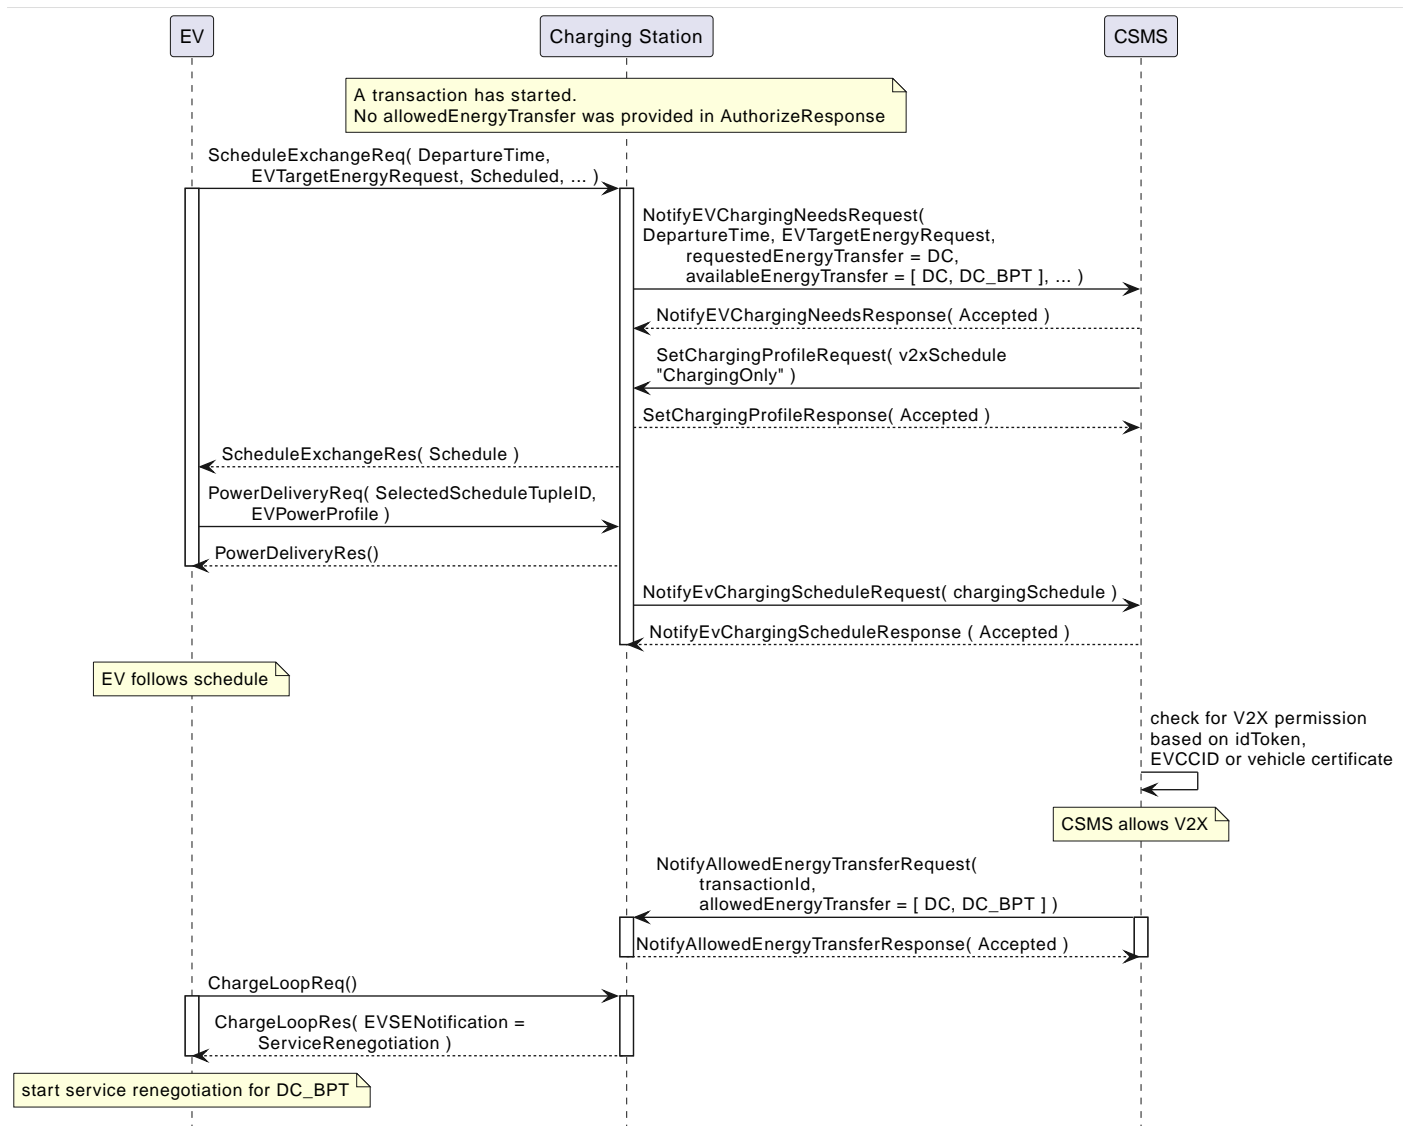 EV
Charging Station
CSMS
A transaction has started.
No allowedEnergyTransfer was provided in AuthorizeResponse
ScheduleExchangeReq( DepartureTime,
EVTargetEnergyRequest, Scheduled, ... )
NotifyEVChargingNeedsRequest(
DepartureTime, EVTargetEnergyRequest,
requestedEnergyTransfer = DC,
availableEnergyTransfer = [ DC, DC_BPT ], ... )
NotifyEVChargingNeedsResponse( Accepted )
SetChargingProfileRequest( v2xSchedule
"ChargingOnly" )
SetChargingProfileResponse( Accepted )
ScheduleExchangeRes( Schedule )
PowerDeliveryReq( SelectedScheduleTupleID,
EVPowerProfile )
PowerDeliveryRes()
NotifyEvChargingScheduleRequest( chargingSchedule )
NotifyEvChargingScheduleResponse ( Accepted )
EV follows schedule
check for V2X permission
based on idToken,
EVCCID or vehicle certificate
CSMS allows V2X
NotifyAllowedEnergyTransferRequest(
transactionId,
allowedEnergyTransfer = [ DC, DC_BPT ] )
NotifyAllowedEnergyTransferResponse( Accepted )
ChargeLoopReq()
ChargeLoopRes( EVSENotification =
ServiceRenegotiation )
start service renegotiation for DC_BPT